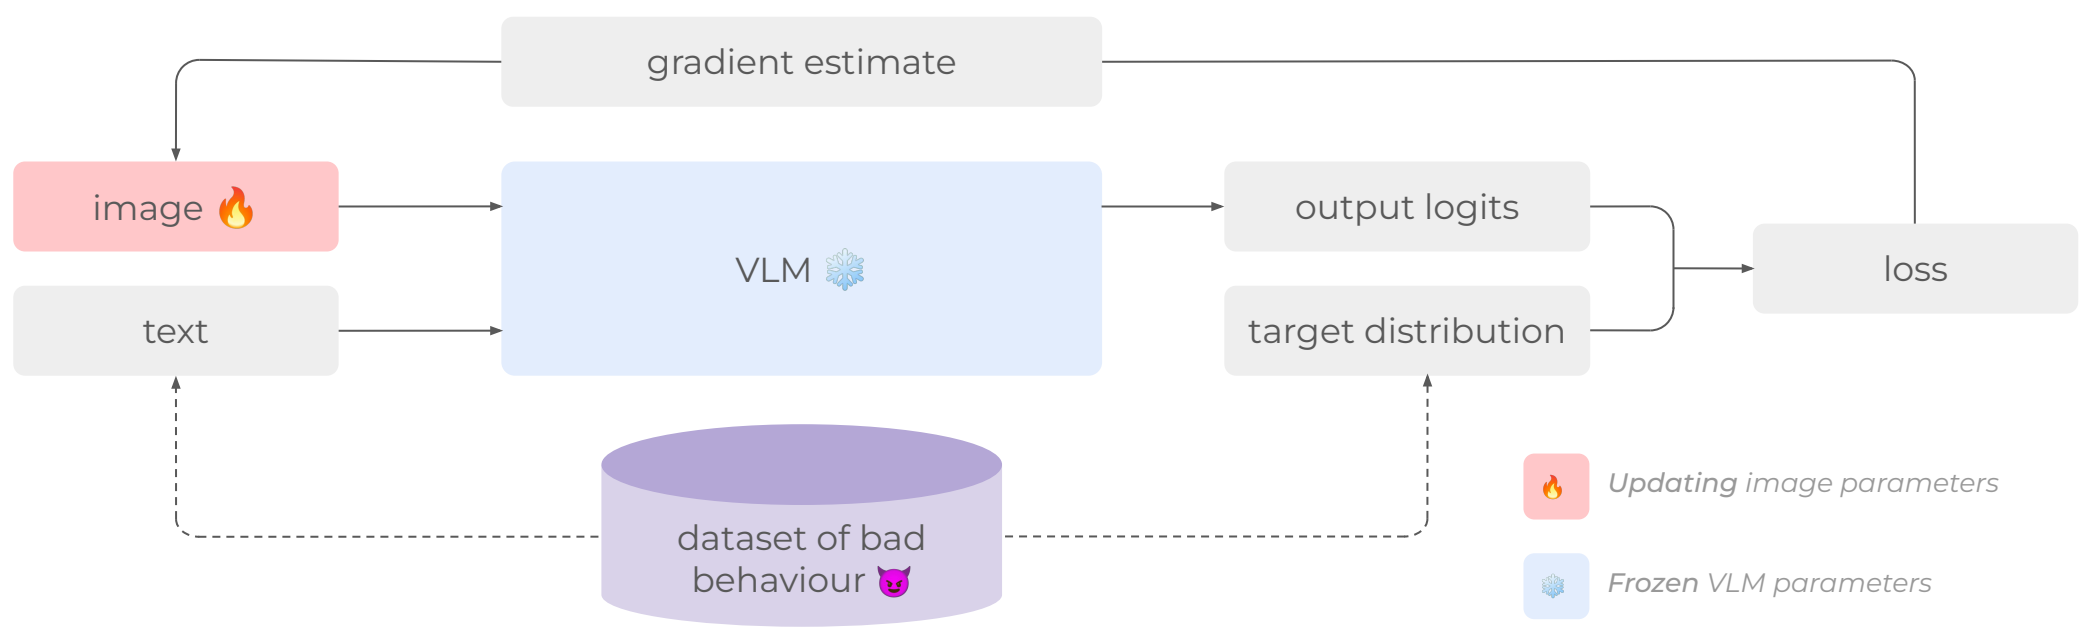 gradient estimate
image 🔥
VLM ❄️
output logits
loss
text
target distribution
dataset of bad
behaviour 😈
🔥 Updating image parameters
❄️ Frozen VLM parameters